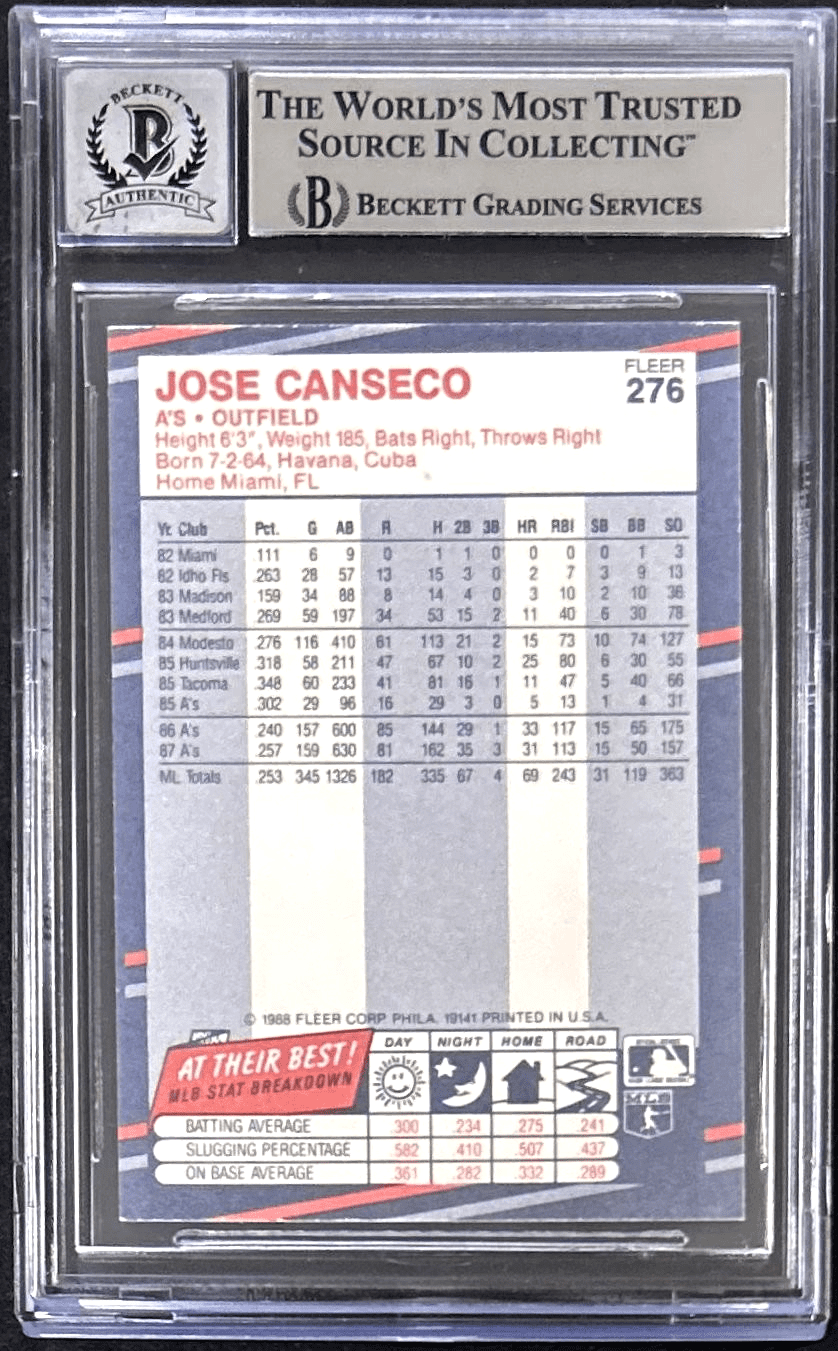 BECKETT
B
AUTHENTIC
THE WORLD'S MOST TRUSTED
SOURCE IN COLLECTING™
B BECKETT GRADING SERVICES
JOSE CANSECO
FLEER
276
A'S • OUTFIELD
Height 6'3", Weight 185, Bats Right, Throws Right
Born 7-2-64, Havana, Cuba
Home Miami, FL
Yr. Club Pct. G AB R H 2B 3B HR RBI SB BB SO
82 Miami .111 6 9 0 1 1 0 0 0 0 1 3
82 Idho Fls .263 28 57 13 15 3 0 2 7 3 9 13
83 Madison .159 34 88 8 14 4 0 3 10 2 10 36
83 Medford .269 59 197 34 53 15 2 11 40 6 30 78
84 Modesto .276 116 410 61 113 21 2 15 73 10 74 127
85 Huntsville .318 58 211 47 67 10 2 25 80 6 30 55
85 Tacoma .348 60 233 41 81 16 1 11 47 5 40 66
85 A's .302 29 96 16 29 3 0 5 13 1 4 31
86 A's .240 157 600 85 144 29 1 33 117 15 65 175
87 A's .257 159 630 81 162 35 3 31 113 15 50 157
ML Totals .253 345 1326 182 335 67 4 69 243 31 119 363
© 1988 FLEER CORP. PHILA. 19141 PRINTED IN U.S.A.
AT THEIR BEST!
MLB STAT BREAKDOWN
DAY NIGHT HOME ROAD
BATTING AVERAGE .300 .234 .275 .241
SLUGGING PERCENTAGE .582 .410 .507 .437
ON BASE AVERAGE .361 .282 .332 .289
MLB